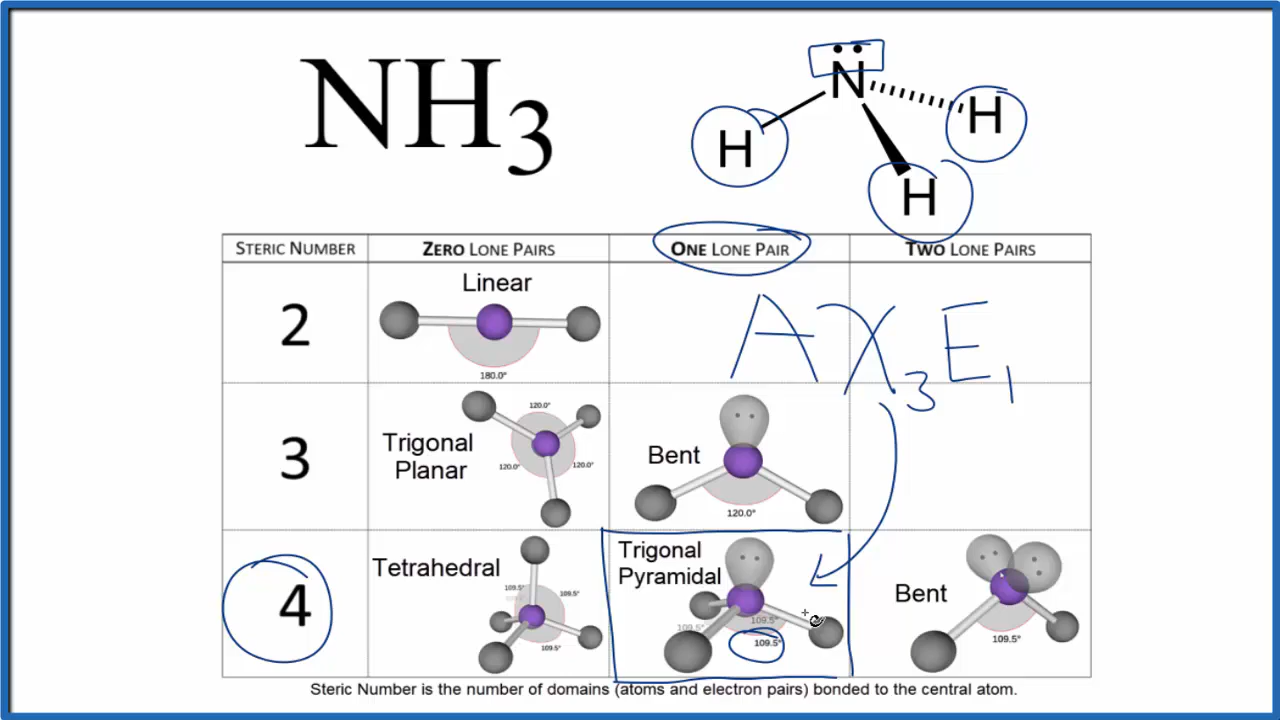 NH3
N
H
H
H
STERIC NUMBER ZERO LONE PAIRS ONE LONE PAIR TWO LONE PAIRS
2
Linear
180.0°
AX3E1
3
Trigonal
Planar
120.0°
120.0°
120.0°
Bent
120.0°
4
Tetrahedral
109.5°
109.5°
109.5°
Trigonal
Pyramidal
109.5°
109.5°
109.5°
Bent
109.5°
Steric Number is the number of domains (atoms and electron pairs) bonded to the central atom.